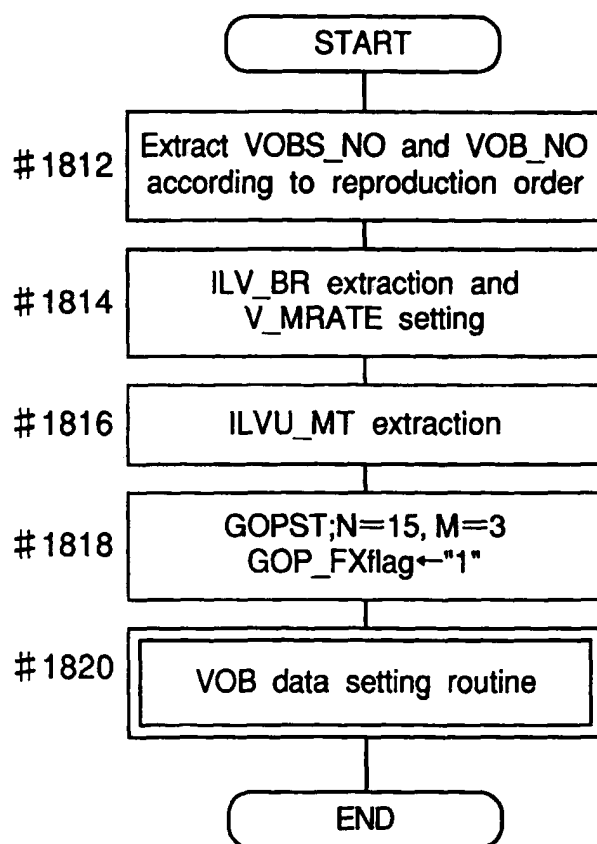 START
#1812
Extract VOBS_NO and VOB_NO
according to reproduction order
#1814
ILV_BR extraction and
V_MRATE setting
#1816
ILVU_MT extraction
#1818
GOPST;N=15, M=3
GOP_FXflag←"1"
#1820
VOB data setting routine
END